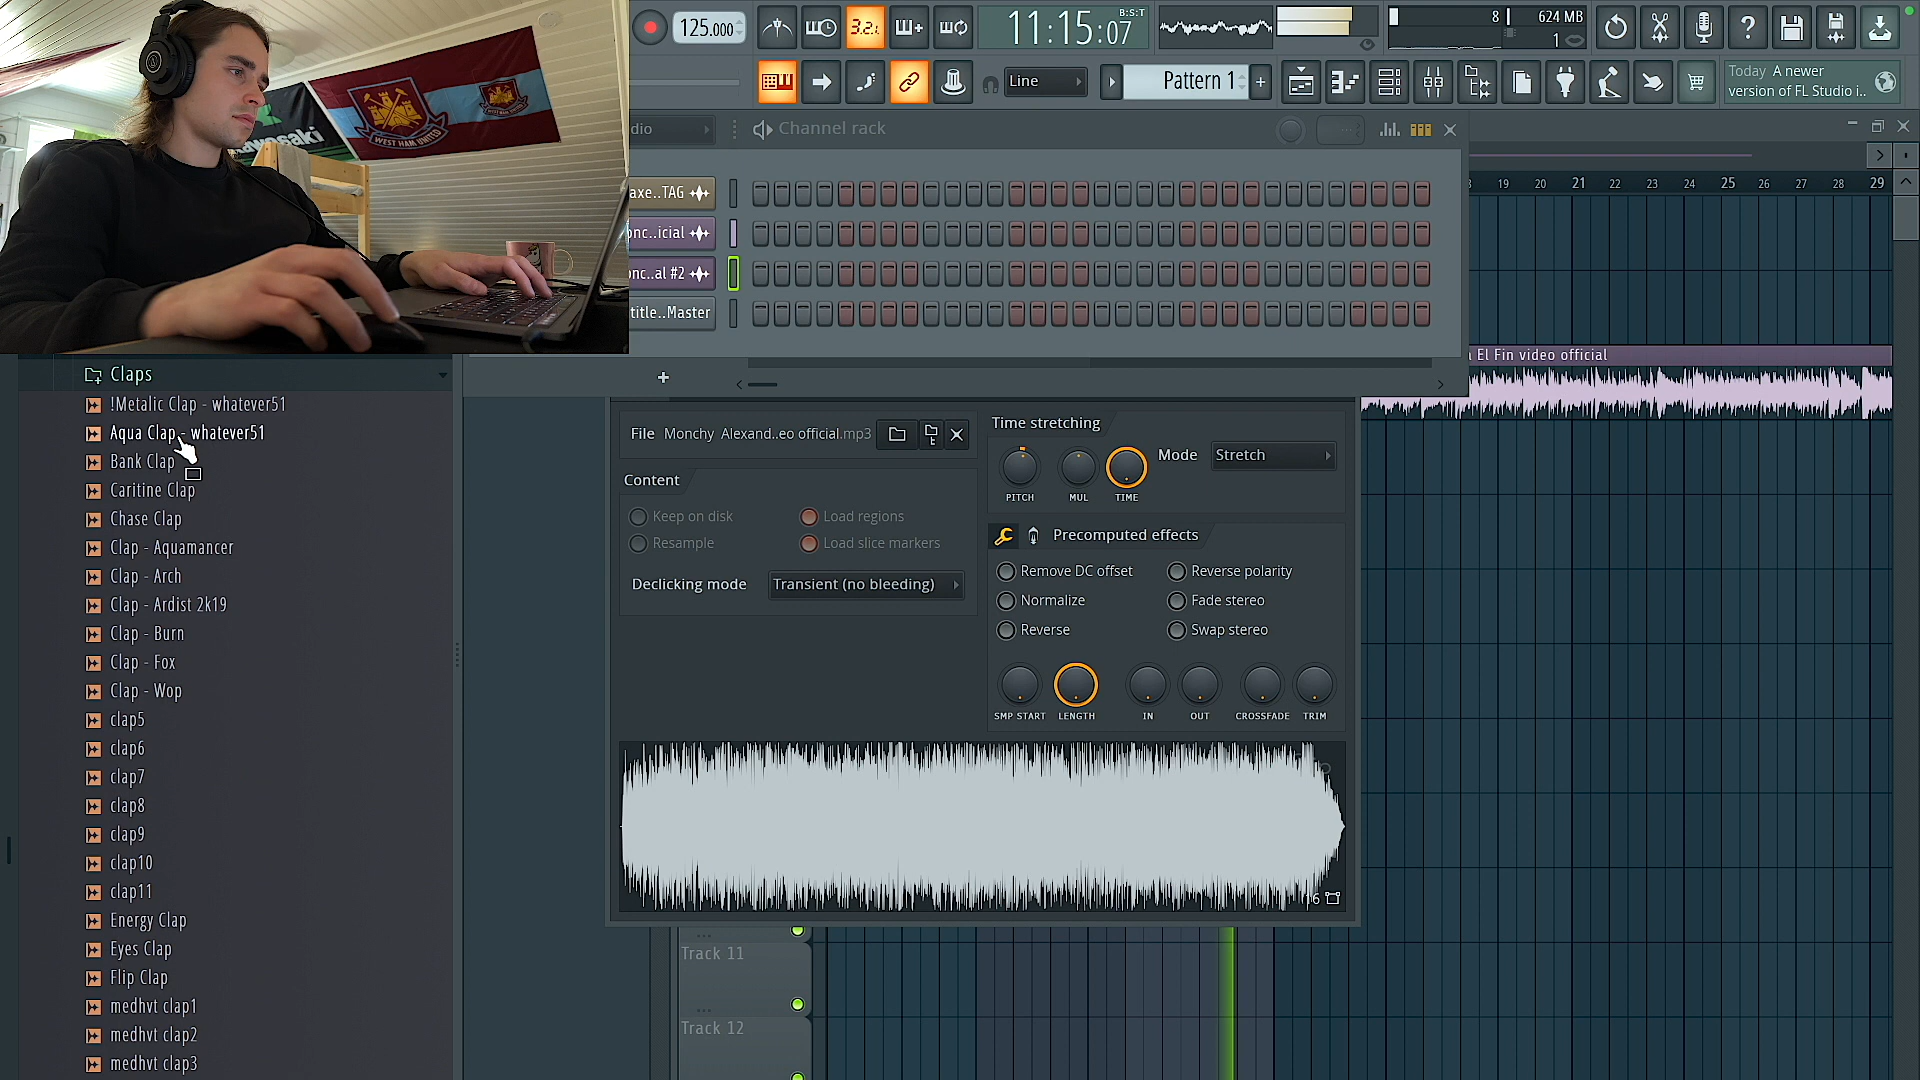 WEST HAM UNITED
125.000
3.2.
11:15:07
B:S:T
8
624 MB
1
Line
Pattern 1
Today A newer
version of FL Studio i..
dio
Channel rack
axe..TAG
onc..icial
onc..al #2
title..Master
19 20 21 22 23 24 25 26 27 28 29
El Fin video official
Claps
!Metalic Clap - whatever51
Aqua Clap - whatever51
Bank Clap
Caritine Clap
Chase Clap
Clap - Aquamancer
Clap - Arch
Clap - Ardist 2k19
Clap - Burn
Clap - Fox
Clap - Wop
clap5
clap6
clap7
clap8
clap9
clap10
clap11
Energy Clap
Eyes Clap
Flip Clap
medhvt clap1
medhvt clap2
medhvt clap3
File Monchy Alexand..eo official.mp3
Content
Keep on disk
Load regions
Resample
Load slice markers
Declicking mode
Transient (no bleeding)
Time stretching
PITCH MUL TIME
Mode Stretch
Precomputed effects
Remove DC offset
Reverse polarity
Normalize
Fade stereo
Reverse
Swap stereo
SMP START LENGTH IN OUT CROSSFADE TRIM
Track 11
Track 12